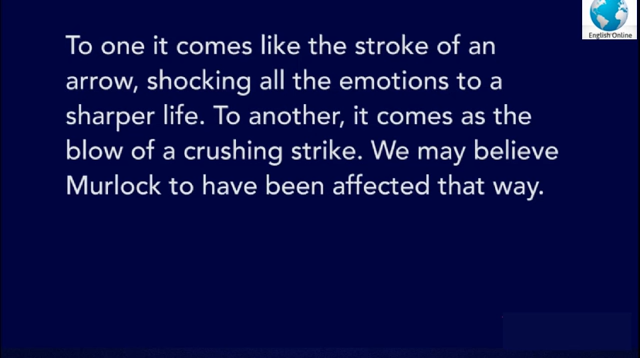 English Online
To one it comes like the stroke of an
arrow, shocking all the emotions to a
sharper life. To another, it comes as the
blow of a crushing strike. We may believe
Murlock to have been affected that way.